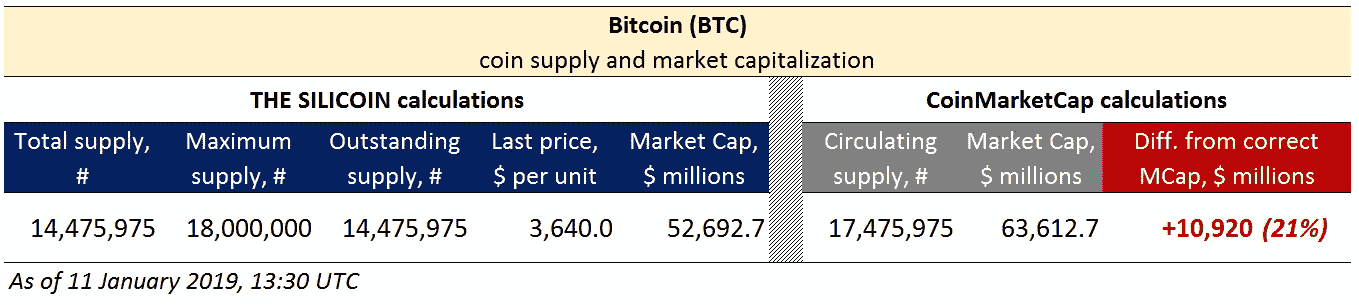 Bitcoin (BTC)
coin supply and market capitalization
THE SILICOIN calculations
CoinMarketCap calculations
Total supply, Maximum Outstanding Last price, Market Cap, Circulating Market Cap, Diff. from correct
# supply, # supply, # $ per unit $ millions supply, # $ millions MCap, $ millions
14,475,975 18,000,000 14,475,975 3,640.0 52,692.7 17,475,975 63,612.7 +10,920 (21%)
As of 11 January 2019, 13:30 UTC